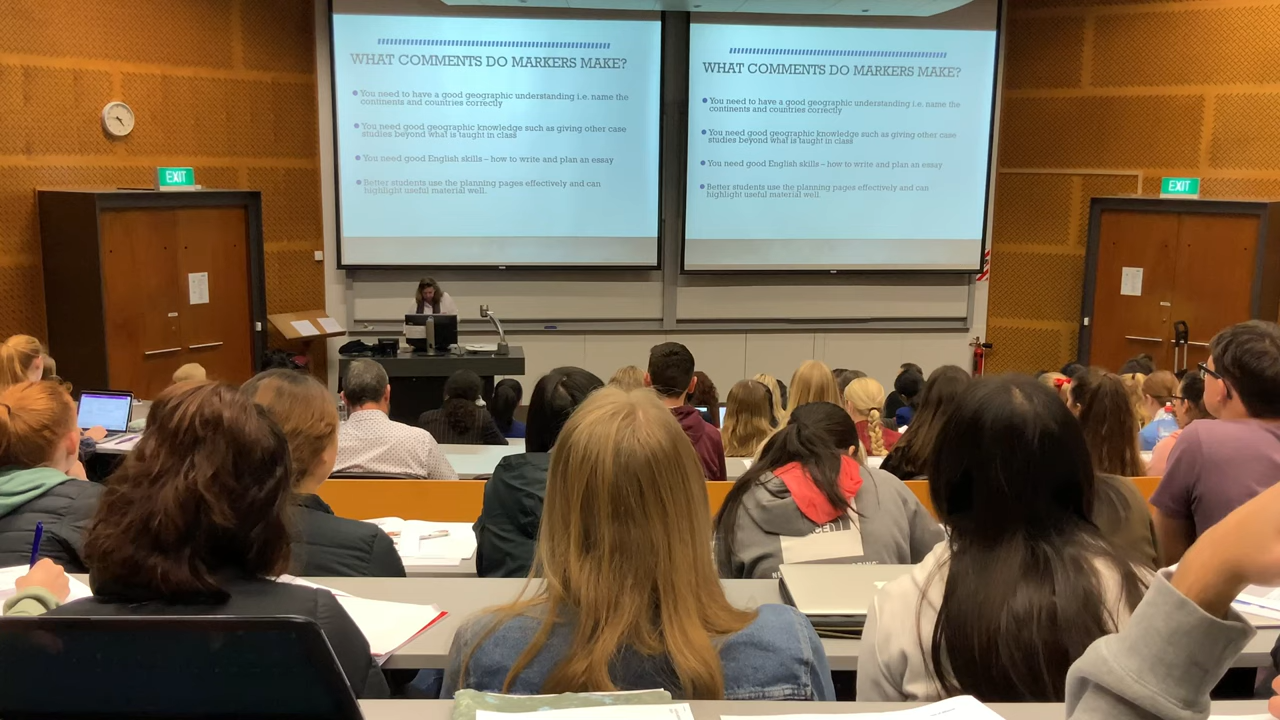 WHAT COMMENTS DO MARKERS MAKE?
You need to have a good geographic understanding i.e. name the
continents and countries correctly
You need good geographic knowledge such as giving other case
studies beyond what is taught in class
You need good English skills – how to write and plan an essay
Better students use the planning pages effectively and can
highlight useful material well.
WHAT COMMENTS DO MARKERS MAKE?
You need to have a good geographic understanding i.e. name the
continents and countries correctly
You need good geographic knowledge such as giving other case
studies beyond what is taught in class
You need good English skills – how to write and plan an essay
Better students use the planning pages effectively and can
highlight useful material well.
EXIT
EXIT